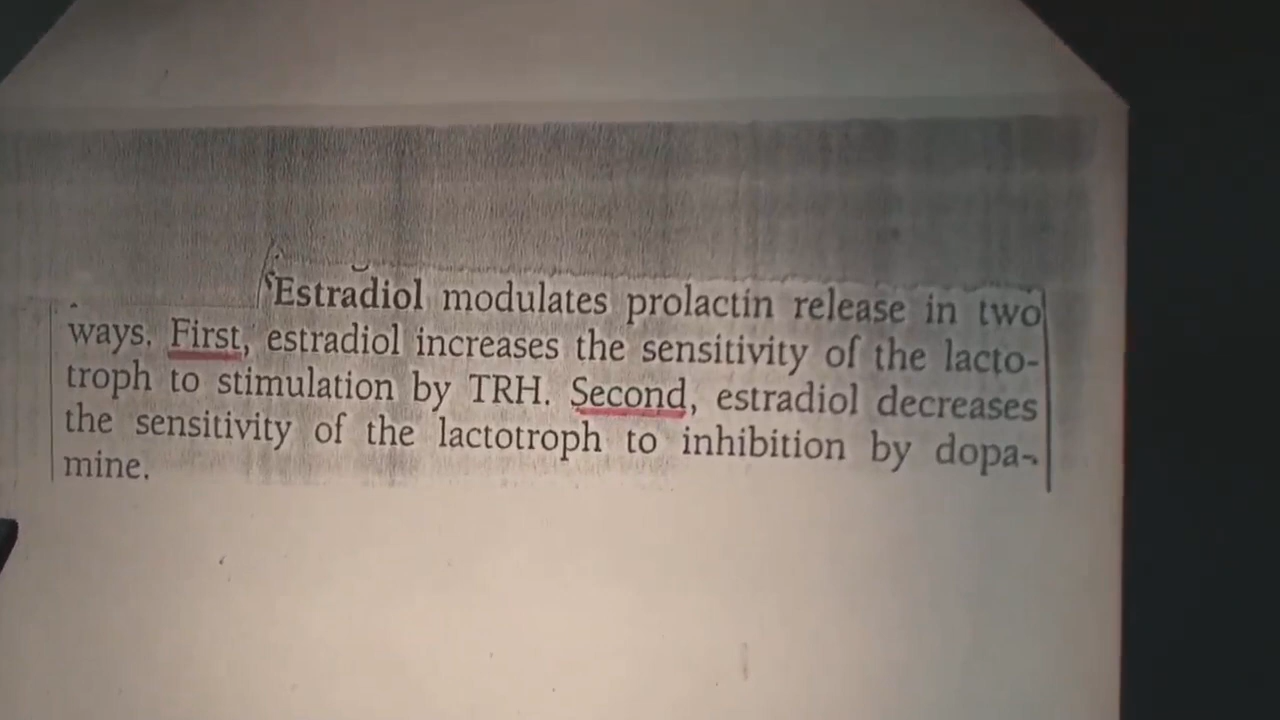 Estradiol modulates prolactin release in two
ways. First, estradiol increases the sensitivity of the lacto-
troph to stimulation by TRH. Second, estradiol decreases
the sensitivity of the lactotroph to inhibition by dopa-
mine.